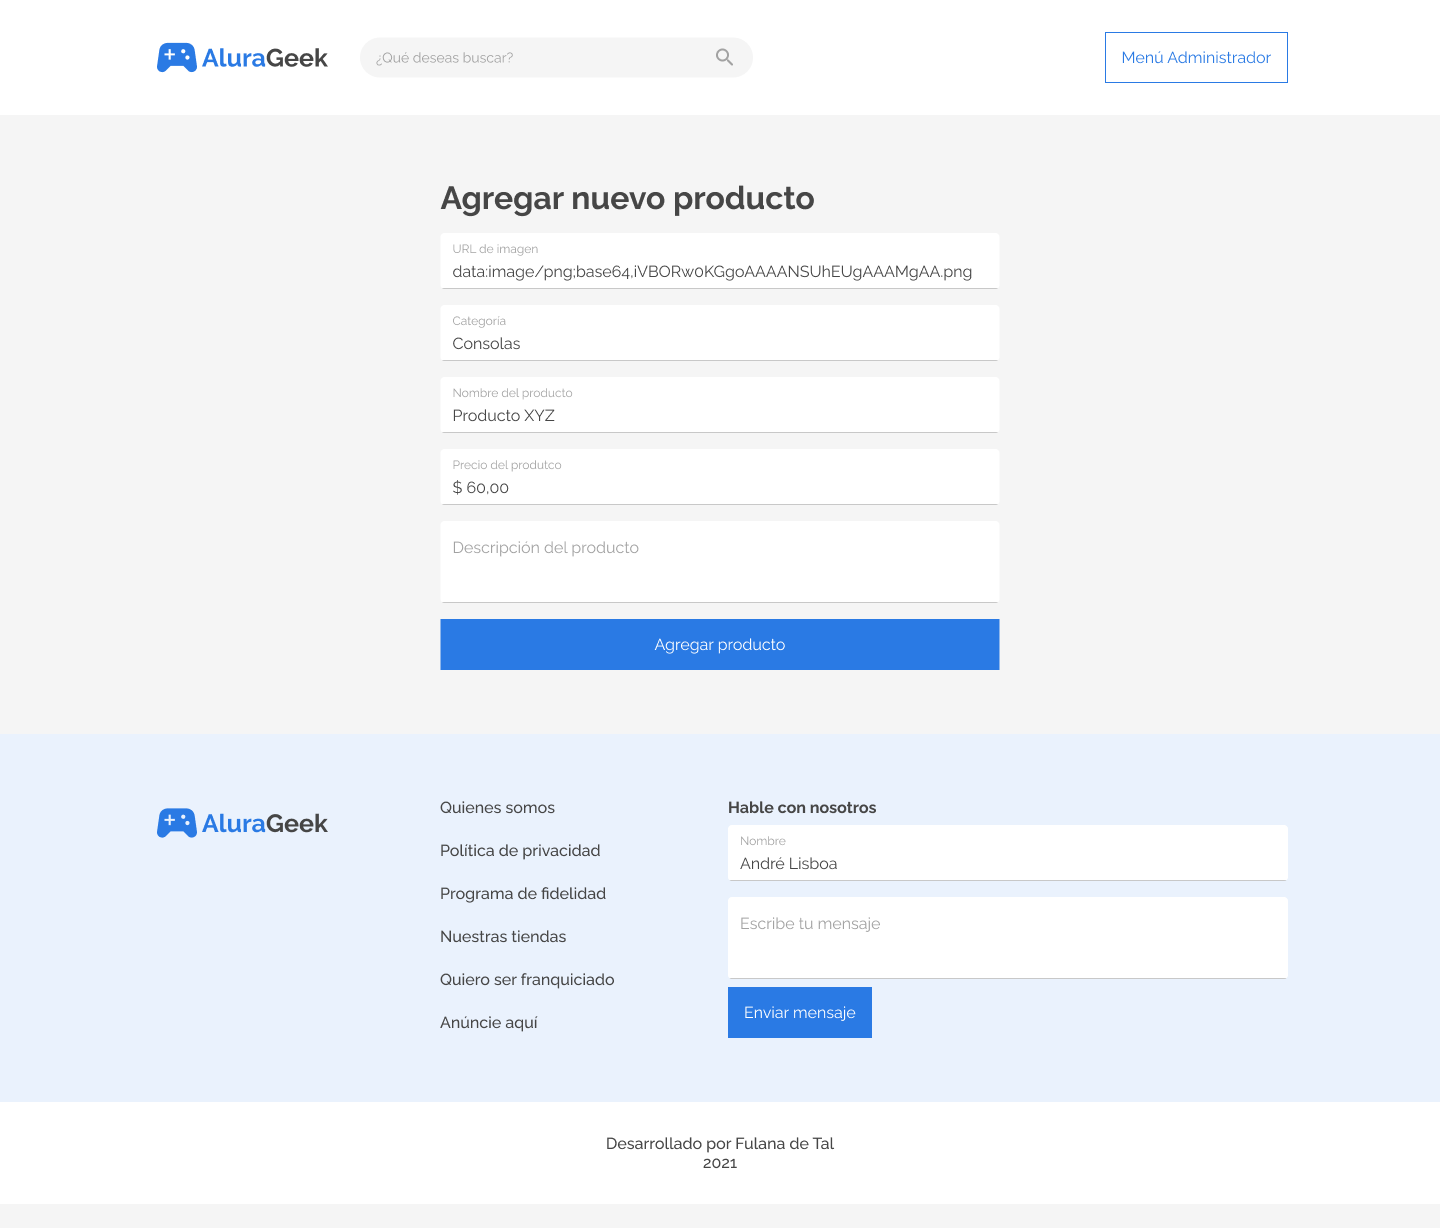 AluraGeek
¿Qué deseas buscar?
Menú Administrador
Agregar nuevo producto
URL de imagen
data:image/png;base64,iVBORw0KGgoAAAANSUhEUgAAAMgAA.png
Categoría
Consolas
Nombre del producto
Producto XYZ
Precio del produtco
$ 60,00
Descripción del producto
Agregar producto
AluraGeek
Quienes somos
Política de privacidad
Programa de fidelidad
Nuestras tiendas
Quiero ser franquiciado
Anúncie aquí
Hable con nosotros
Nombre
André Lisboa
Escribe tu mensaje
Enviar mensaje
Desarrollado por Fulana de Tal
2021